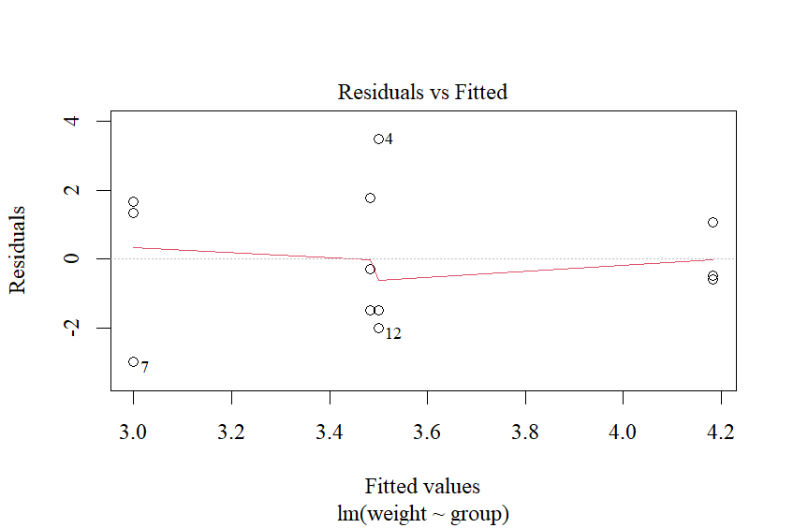 Residuals vs Fitted
4
2
0
-2
Residuals
4
12
7
3.0 3.2 3.4 3.6 3.8 4.0 4.2
Fitted values
lm(weight ~ group)